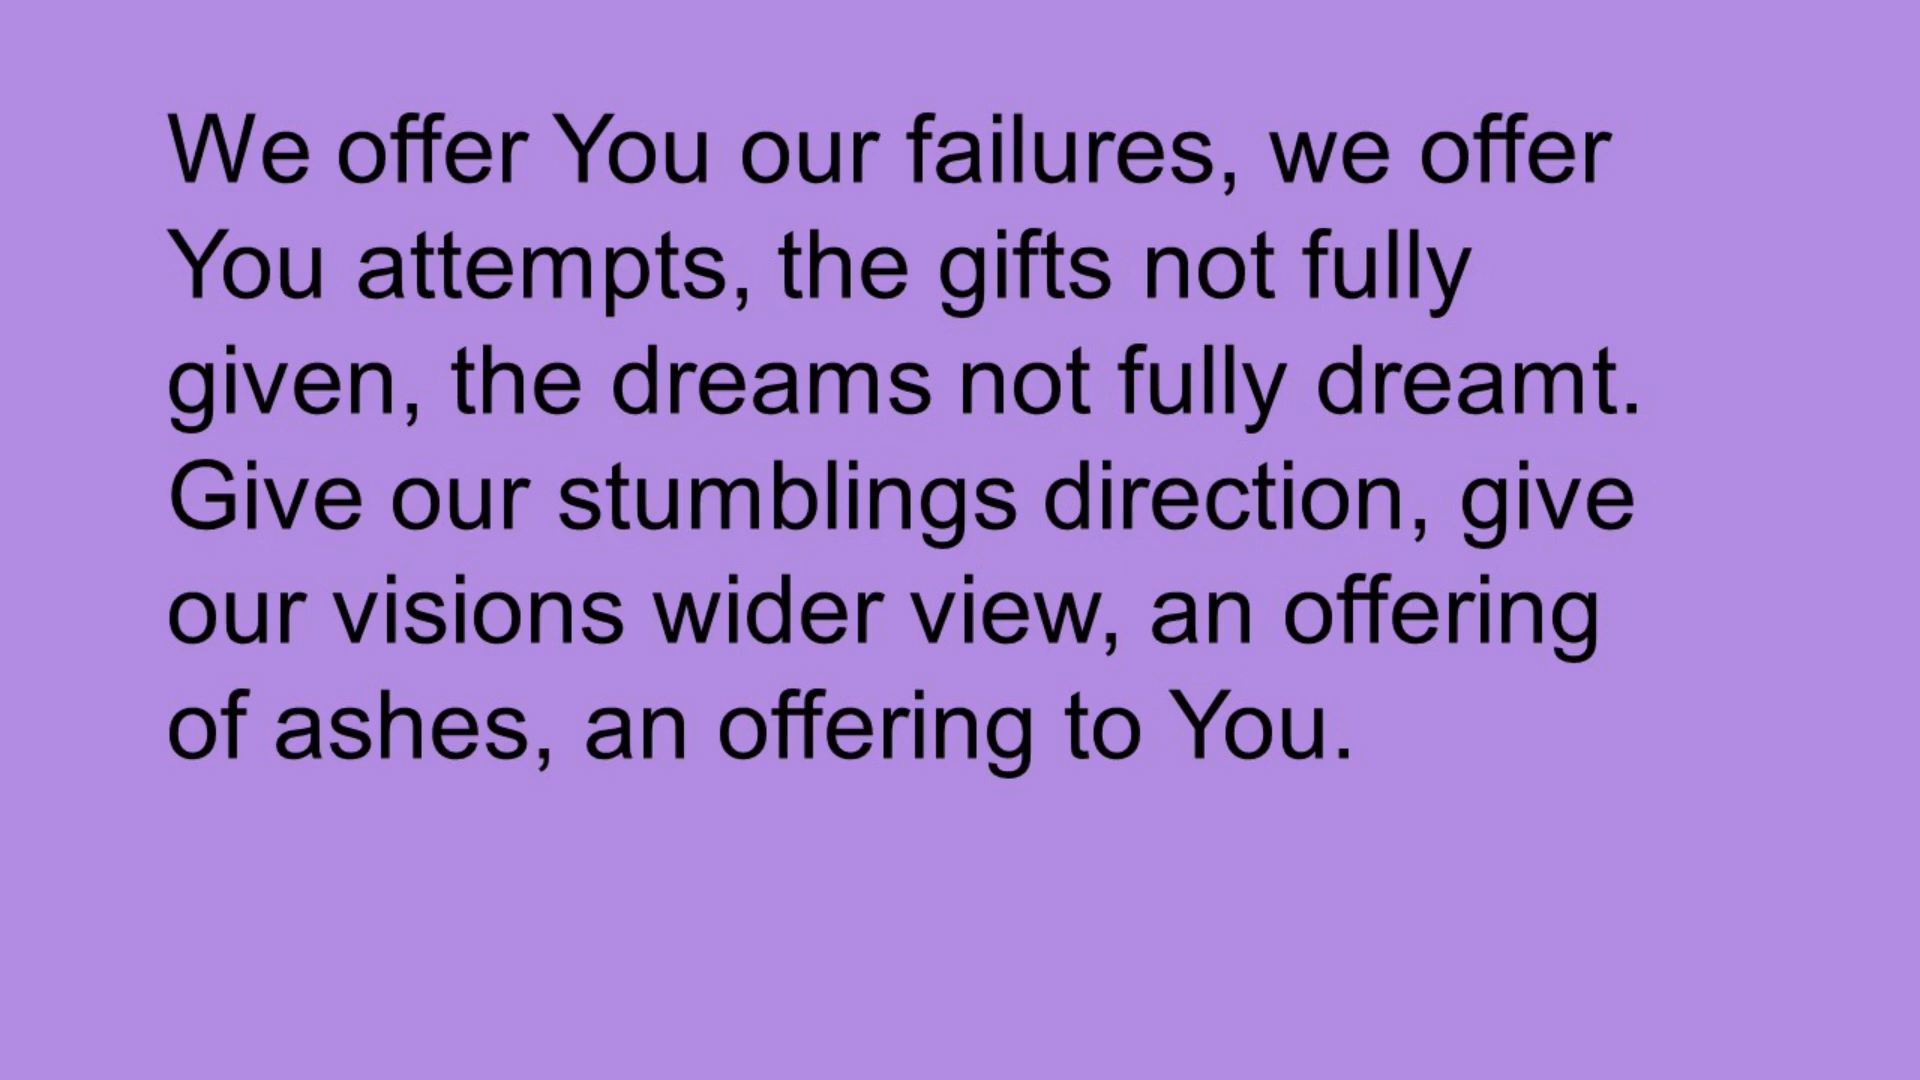 We offer You our failures, we offer
You attempts, the gifts not fully
given, the dreams not fully dreamt.
Give our stumblings direction, give
our visions wider view, an offering
of ashes, an offering to You.